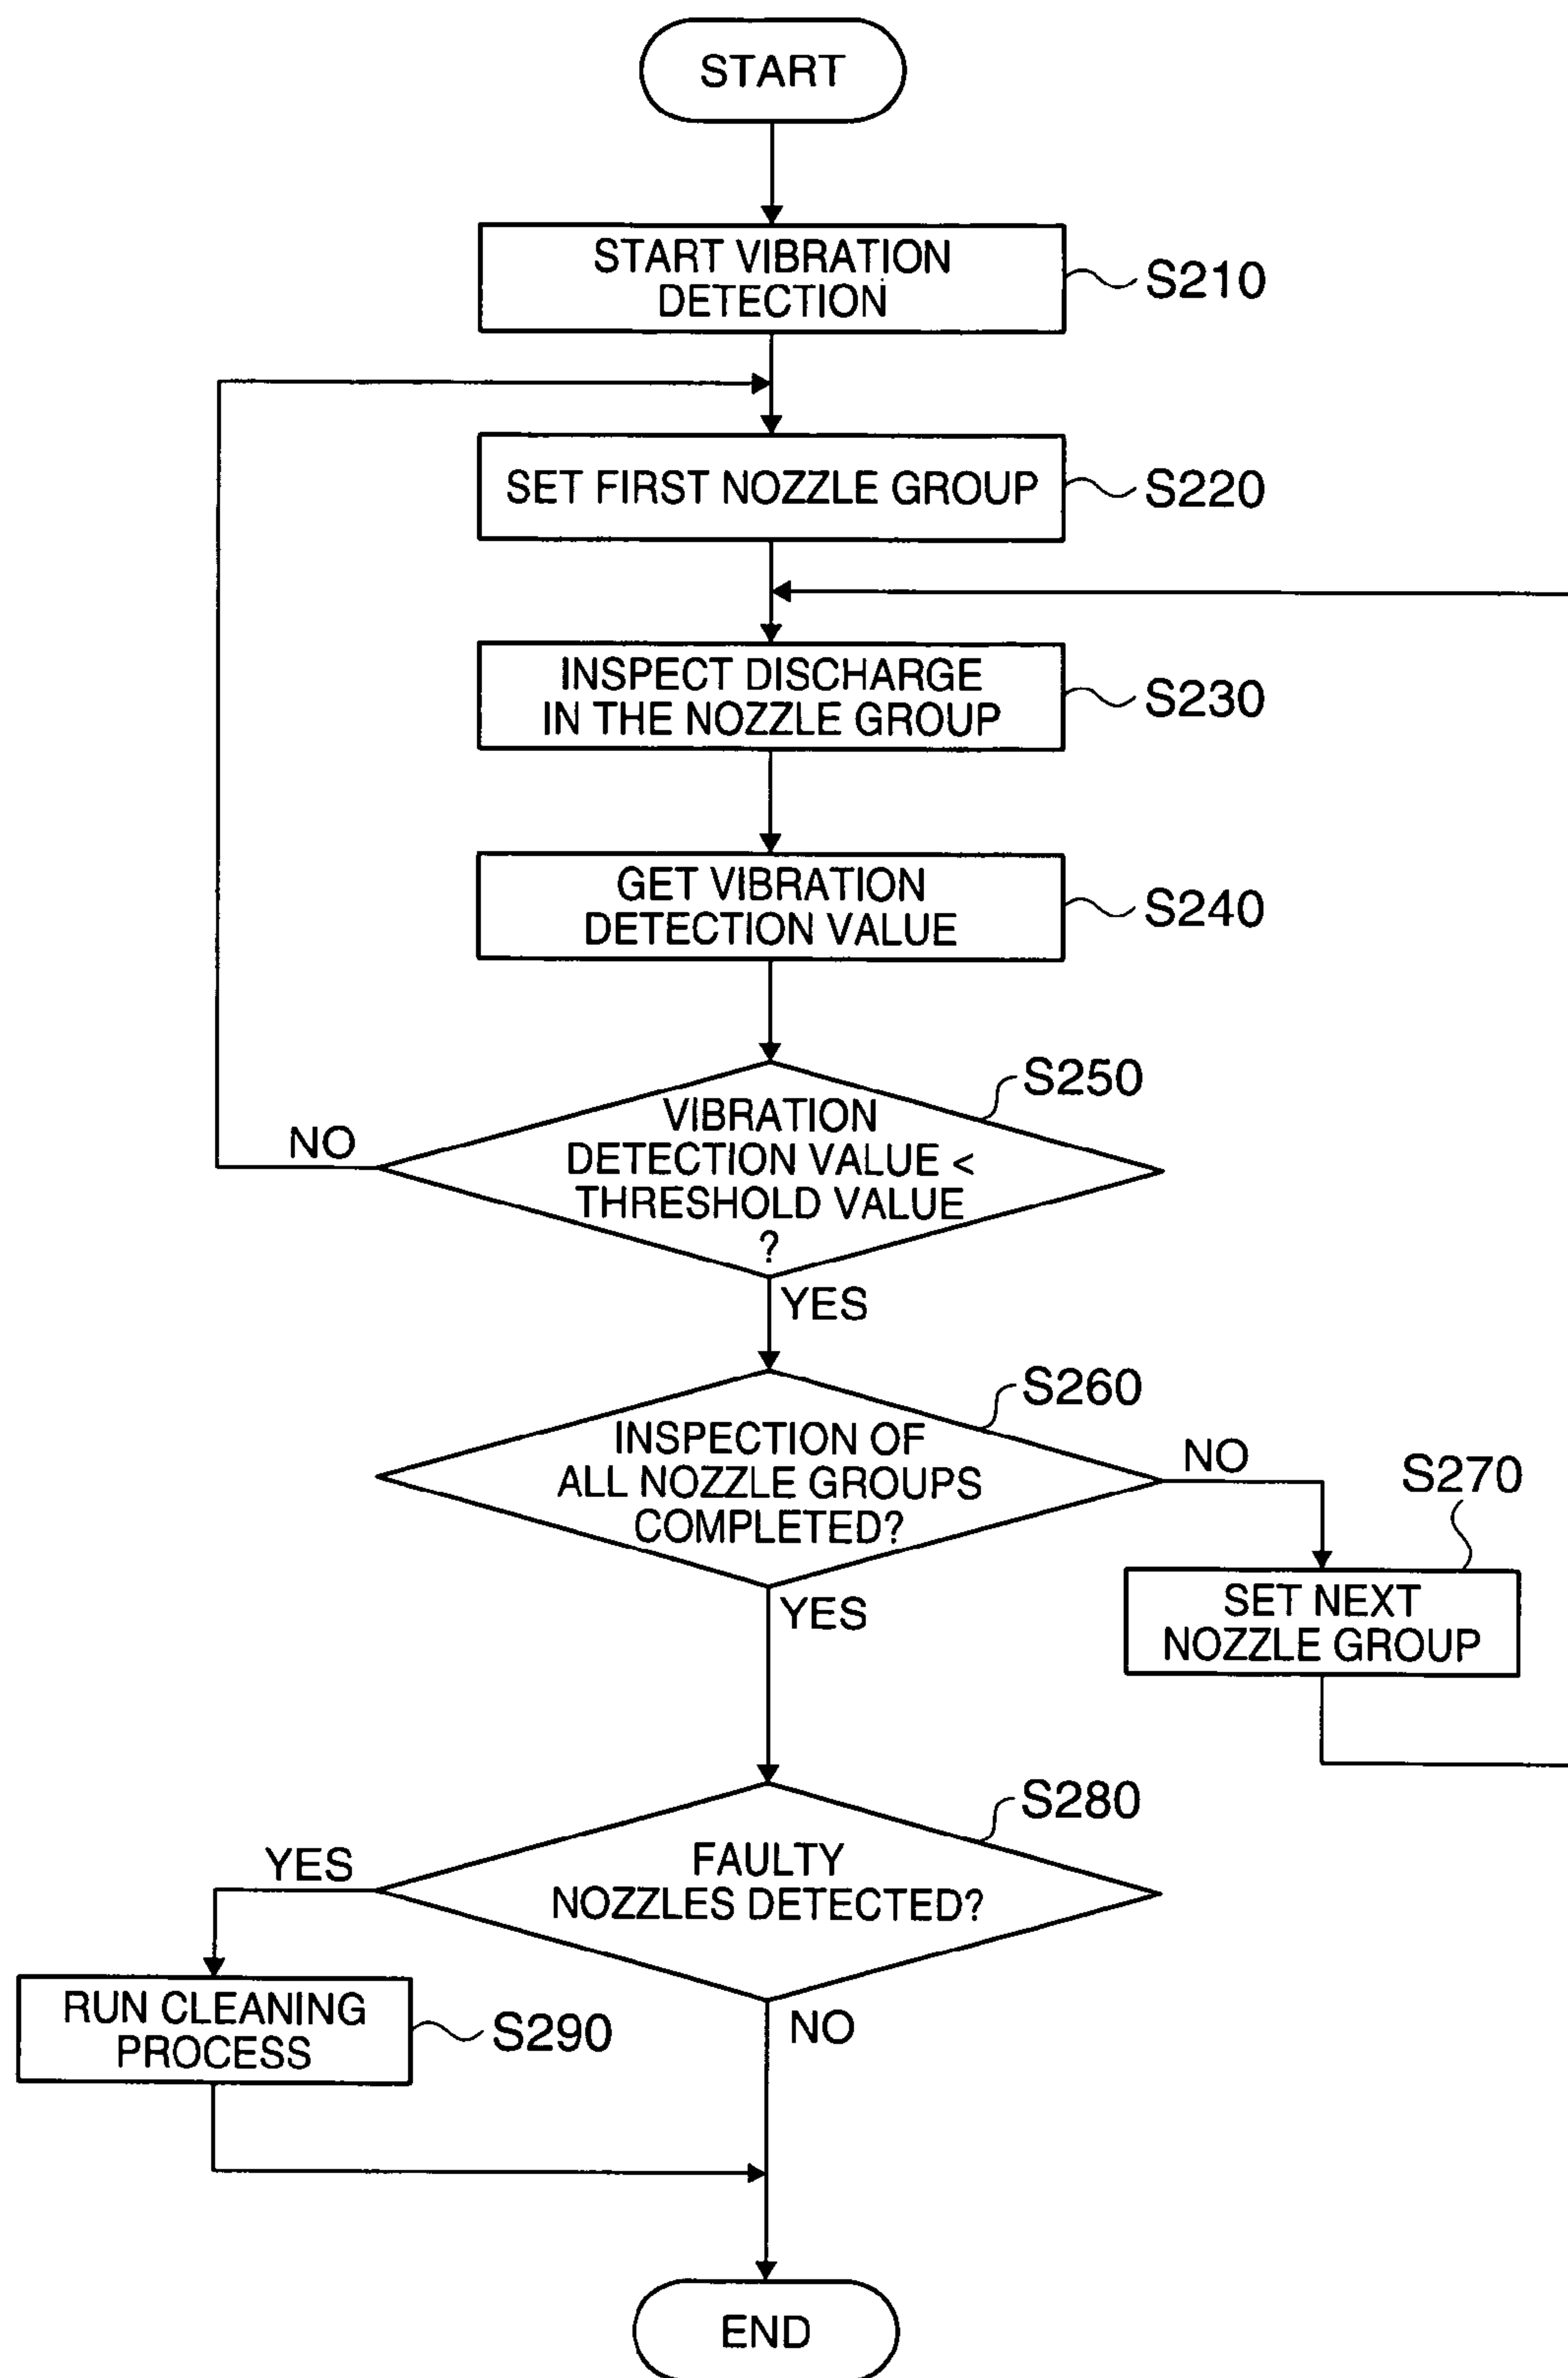 START
START VIBRATION
DETECTION
S210
SET FIRST NOZZLE GROUP
S220
INSPECT DISCHARGE
IN THE NOZZLE GROUP
S230
GET VIBRATION
DETECTION VALUE
S240
S250
VIBRATION
DETECTION VALUE <
THRESHOLD VALUE
?
NO
YES
S260
INSPECTION OF
ALL NOZZLE GROUPS
COMPLETED?
NO
S270
SET NEXT
NOZZLE GROUP
YES
S280
FAULTY
NOZZLES DETECTED?
YES
RUN CLEANING
PROCESS
S290
NO
END